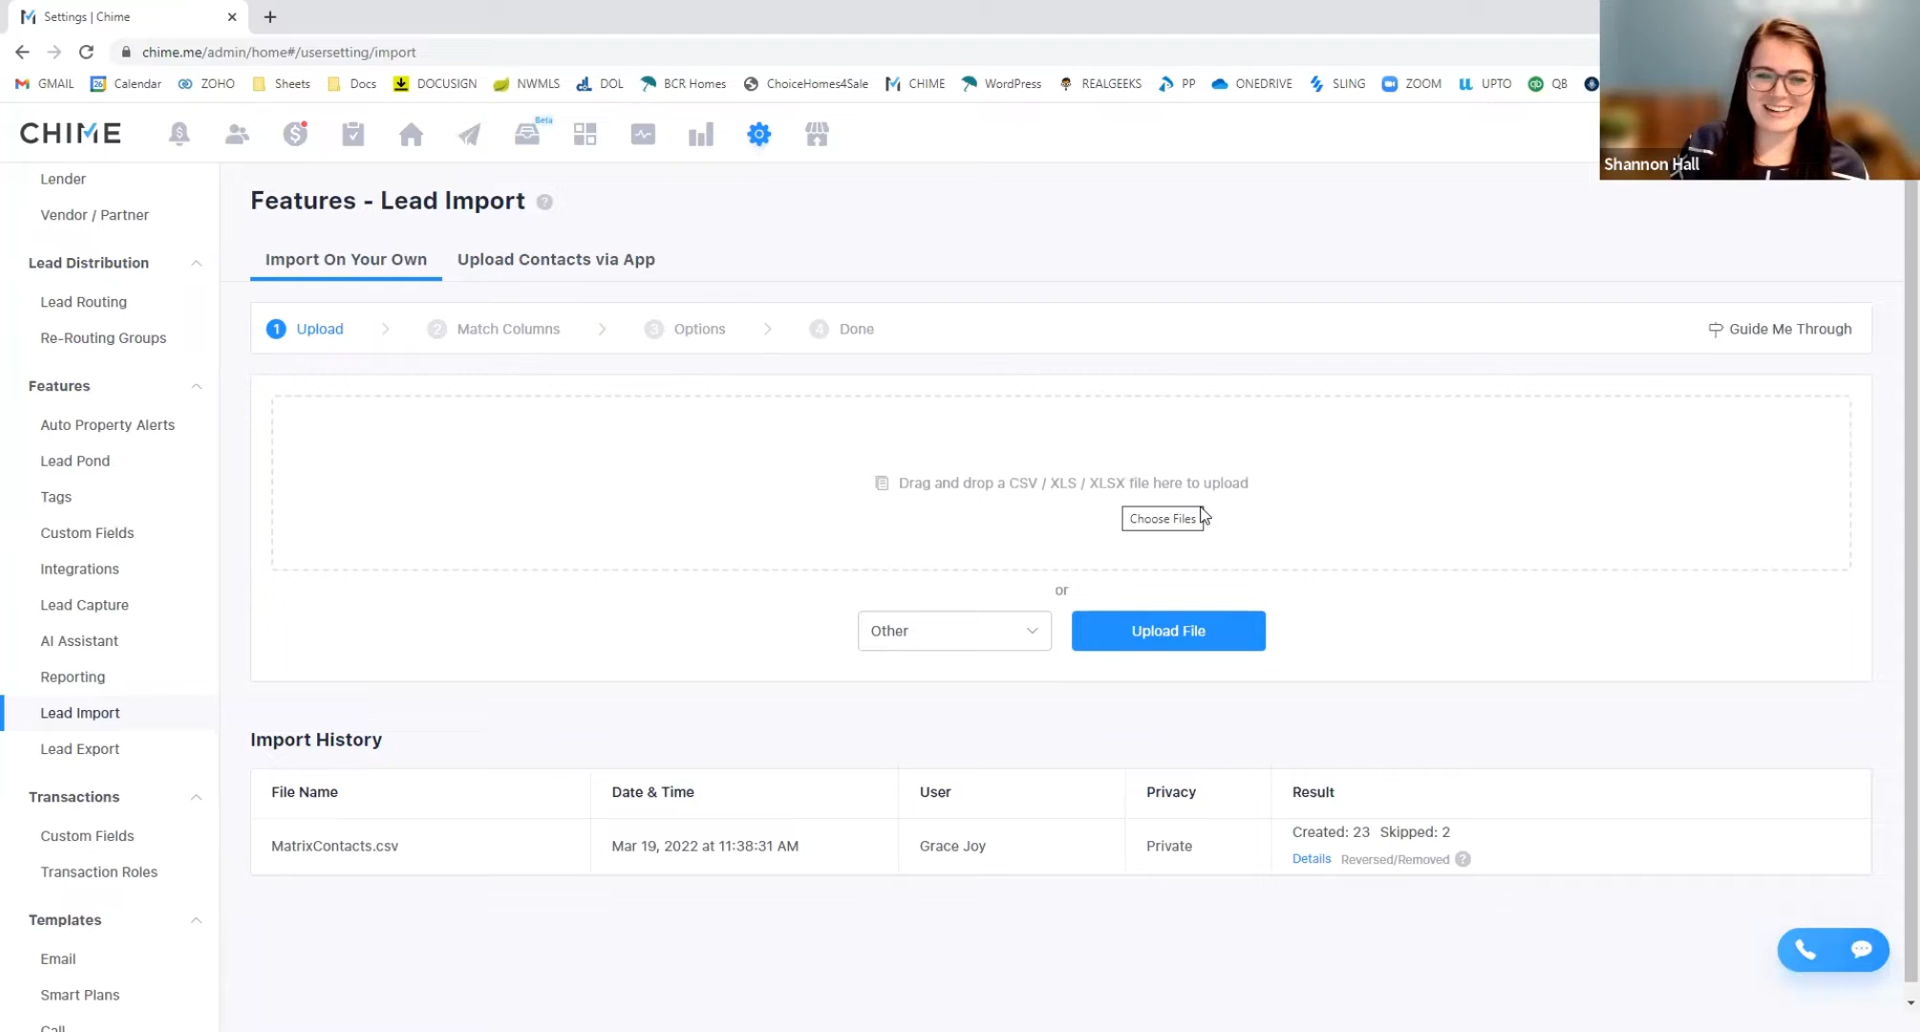 Settings | Chime
chime.me/admin/home#/usersetting/import
GMAIL Calendar ZOHO Sheets Docs DOCUSIGN NWMLS DOL BCR Homes ChoiceHomes4Sale CHIME WordPress REALGEEKS PP ONEDRIVE SLING ZOOM UPTO QB
Shannon Hall
CHIME
Beta
Lender
Vendor / Partner
Lead Distribution
Lead Routing
Re-Routing Groups
Features
Auto Property Alerts
Lead Pond
Tags
Custom Fields
Integrations
Lead Capture
AI Assistant
Reporting
Lead Import
Lead Export
Transactions
Custom Fields
Transaction Roles
Templates
Email
Smart Plans
Call
Features - Lead Import ?
Import On Your Own Upload Contacts via App
1 Upload 2 Match Columns 3 Options 4 Done Guide Me Through
Drag and drop a CSV / XLS / XLSX file here to upload
Choose Files
or
Other Upload File
Import History
File Name Date & Time User Privacy Result
MatrixContacts.csv Mar 19, 2022 at 11:38:31 AM Grace Joy Private Created: 23 Skipped: 2
Details Reversed/Removed ?